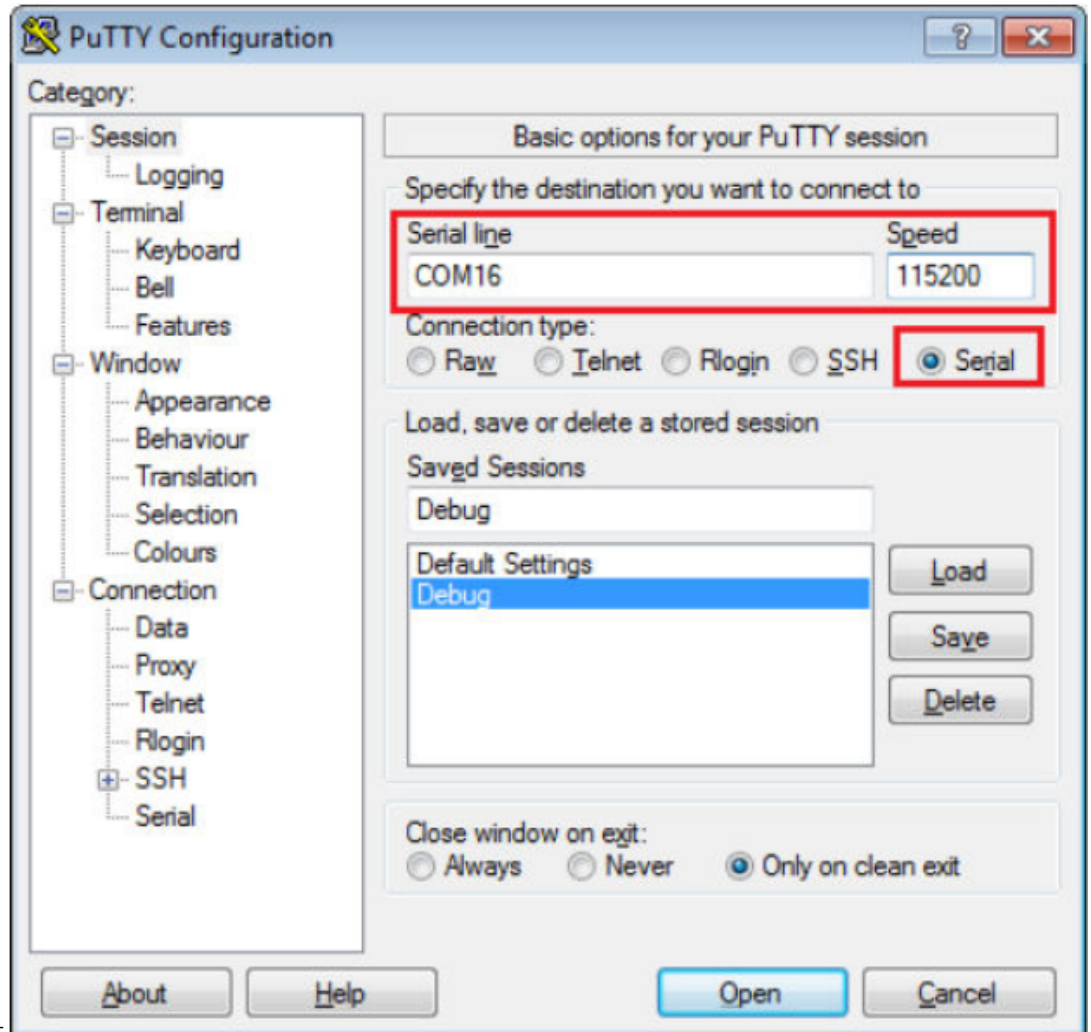 PuTTY Configuration
Category:
Session
Logging
Terminal
Keyboard
Bell
Features
Window
Appearance
Behaviour
Translation
Selection
Colours
Connection
Data
Proxy
Telnet
Rlogin
SSH
Serial
Basic options for your PuTTY session
Specify the destination you want to connect to
Serial line Speed
COM16 115200
Connection type:
Raw Telnet Rlogin SSH Serial
Load, save or delete a stored session
Saved Sessions
Debug
Default Settings
Debug
Load
Save
Delete
Close window on exit:
Always Never Only on clean exit
About Help Open Cancel